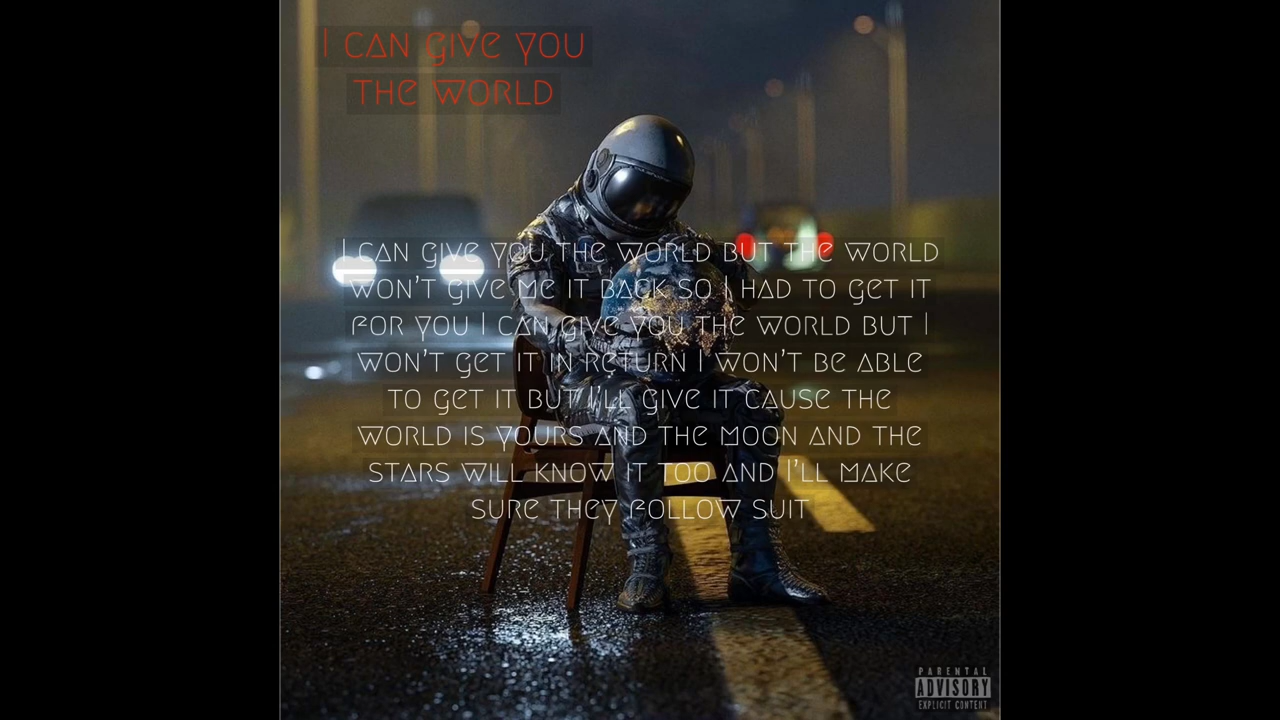 I CAN GIVE YOU
THE WORLD
I CAN GIVE YOU THE WORLD BUT THE WORLD
WON'T GIVE ME IT BACK SO I HAD TO GET IT
FOR YOU I CAN GIVE YOU THE WORLD BUT I
WON'T GET IT IN RETURN I WON'T BE ABLE
TO GET IT BUT I'LL GIVE IT CAUSE THE
WORLD IS YOURS AND THE MOON AND THE
STARS WILL KNOW IT TOO AND I'LL MAKE
SURE THEY FOLLOW SUIT
PARENTAL
ADVISORY
EXPLICIT CONTENT